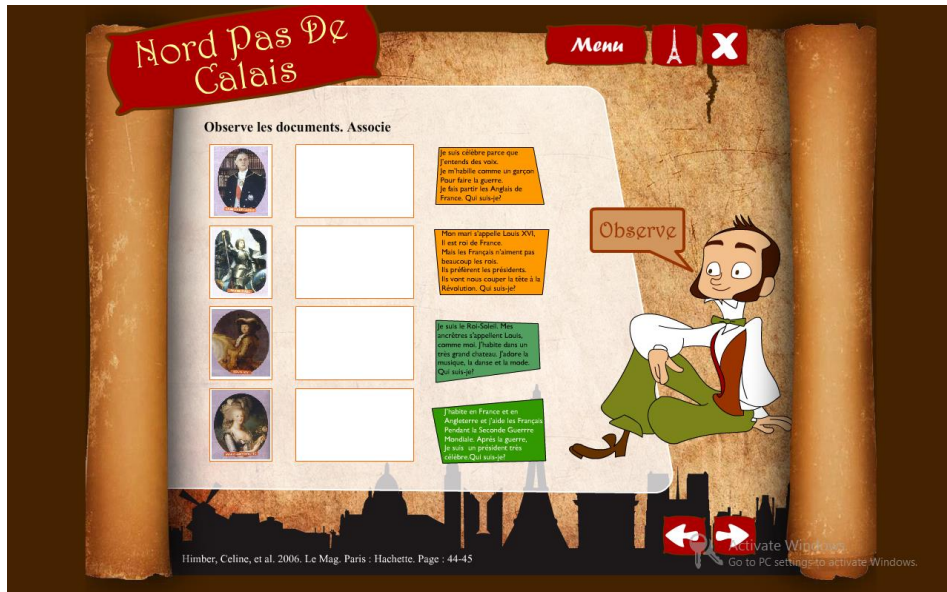 Nord Pas De
Calais
Menu
X
Observe les documents. Associe
Je suis célèbre parce que
J'entends des voix.
Je m'habille comme un garçon
Pour faire la guerre.
Je fais partir les Anglais de
France. Qui suis-je?
Mon mari s'appelle Louis XVI,
Il est roi de France.
Mais les Français n'aiment pas
beaucoup les rois.
Ils préfèrent les présidents.
Ils vont nous couper la tête à la
Révolution. Qui suis-je?
Je suis le Roi-Soleil. Mes
ancrêtres s'appellent Louis,
comme moi. J'habite dans un
très grand chateau. J'adore la
musique, la danse et la mode.
Qui suis-je?
J'habite en France et en
Angleterre et j'aide les Français
Pendant la Seconde Guerrre
Mondiale. Après la guerre,
Je suis un président très
célèbre.Qui suis-je?
Observe
Himber, Celine, et al. 2006. Le Mag. Paris : Hachette. Page : 44-45
Activate Windows
Go to PC settings to activate Windows.